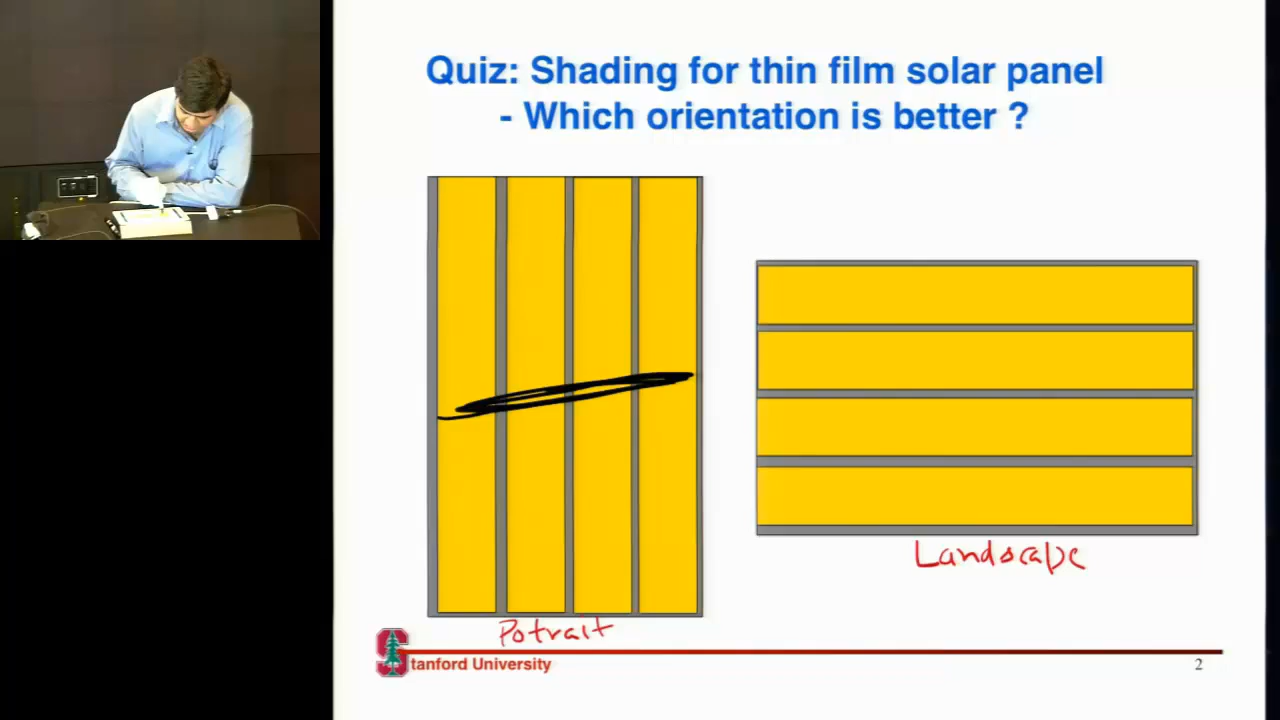 Quiz: Shading for thin film solar panel
- Which orientation is better ?
Landscape
Potrait
Stanford University
2